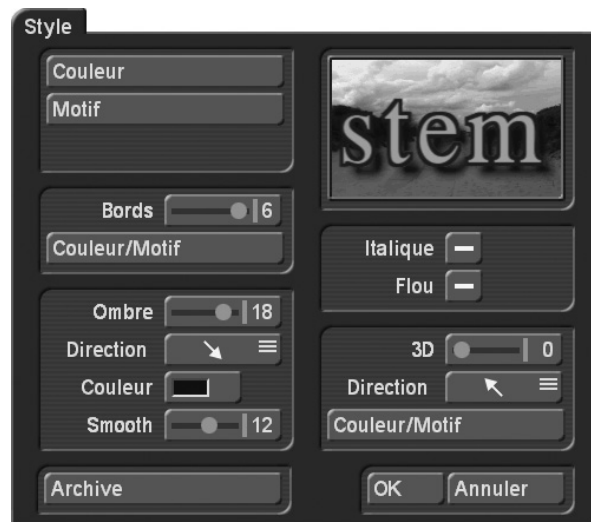 Style
Couleur
Motif
stem
Bords 6
Couleur/Motif
Italique
Flou
Ombre 18
Direction
Couleur
Smooth 12
3D 0
Direction
Couleur/Motif
Archive
OK
Annuler